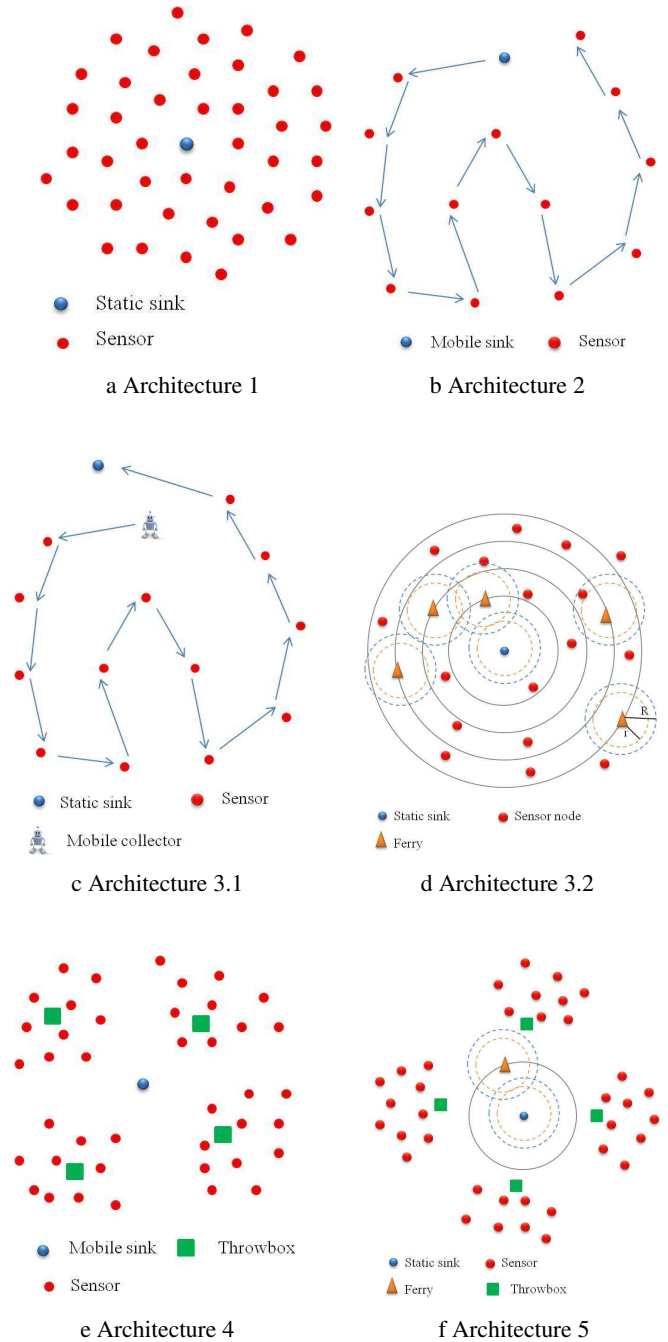 Static sink
Sensor
a Architecture 1
Mobile sink Sensor
b Architecture 2
Static sink Sensor
Mobile collector
c Architecture 3.1
R
r
Static sink Sensor node
Ferry
d Architecture 3.2
Mobile sink Throwbox
Sensor
e Architecture 4
Static sink Sensor
Ferry Throwbox
f Architecture 5